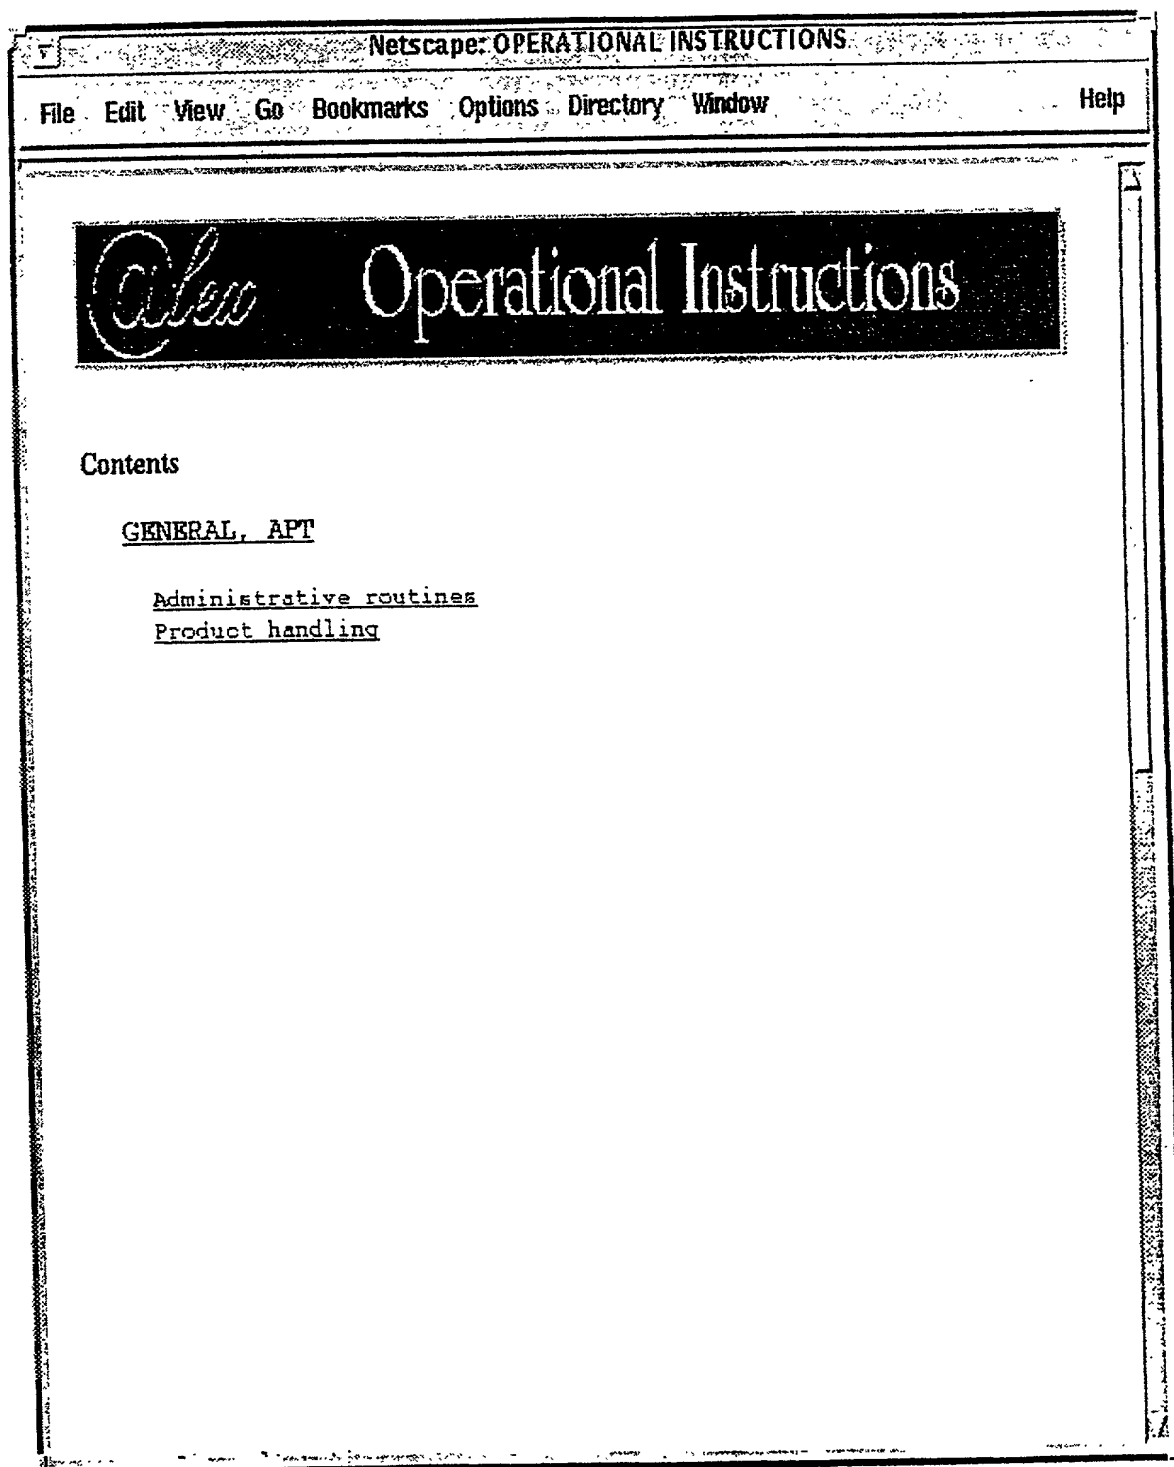 Netscape: OPERATIONAL INSTRUCTIONS
File Edit View Go Bookmarks Options Directory Window Help
@lex Operational Instructions
Contents
GENERAL, APT
Administrative routines
Product handling